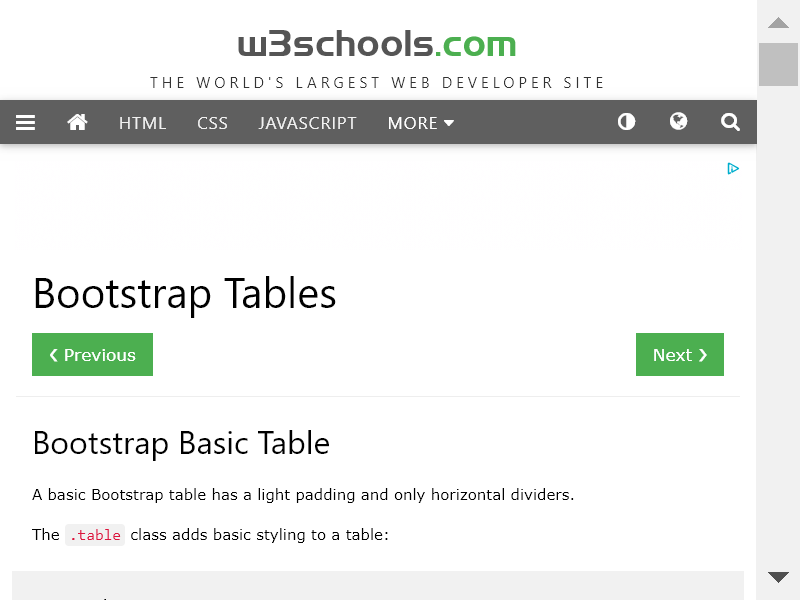 w3schools.com
THE WORLD'S LARGEST WEB DEVELOPER SITE
HTML CSS JAVASCRIPT MORE
Bootstrap Tables
❮ Previous
Next ❯
Bootstrap Basic Table
A basic Bootstrap table has a light padding and only horizontal dividers.
The .table class adds basic styling to a table: